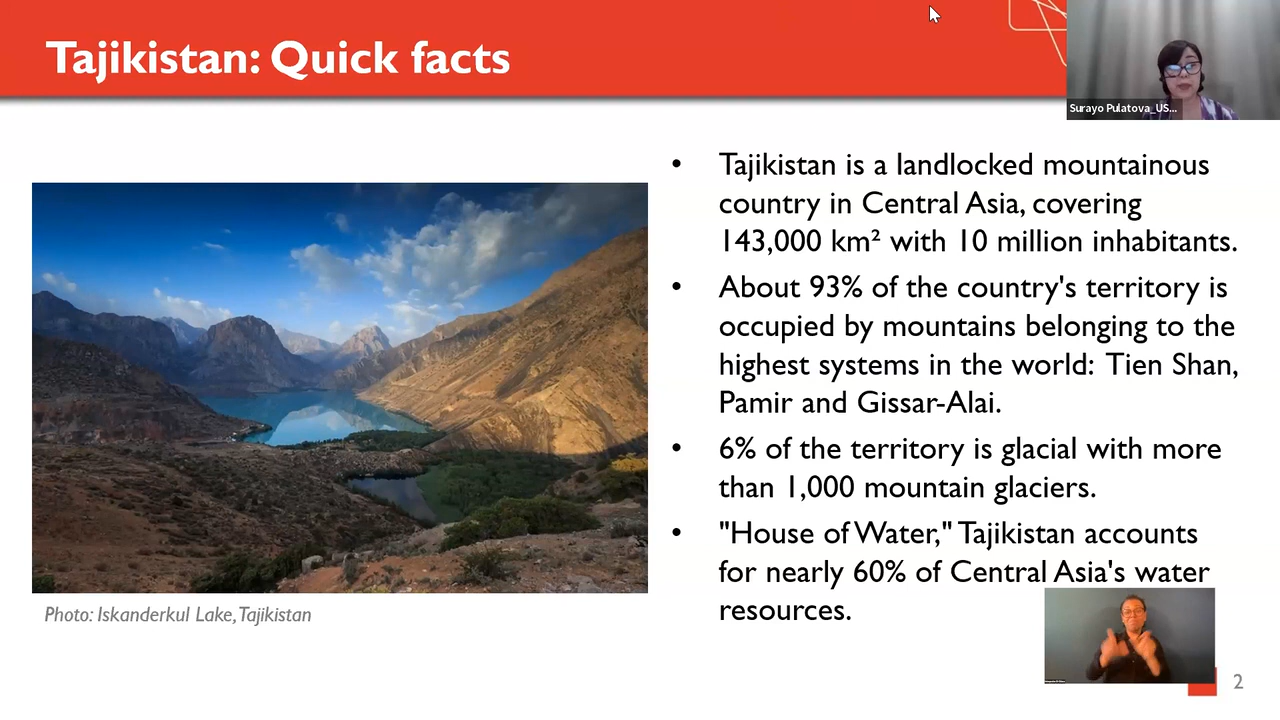 Tajikistan: Quick facts
Surayo Pulatova_US...
• Tajikistan is a landlocked mountainous
country in Central Asia, covering
143,000 km² with 10 million inhabitants.
• About 93% of the country's territory is
occupied by mountains belonging to the
highest systems in the world: Tien Shan,
Pamir and Gissar-Alai.
• 6% of the territory is glacial with more
than 1,000 mountain glaciers.
• "House of Water," Tajikistan accounts
for nearly 60% of Central Asia's water
resources.
Photo: Iskanderkul Lake, Tajikistan
2